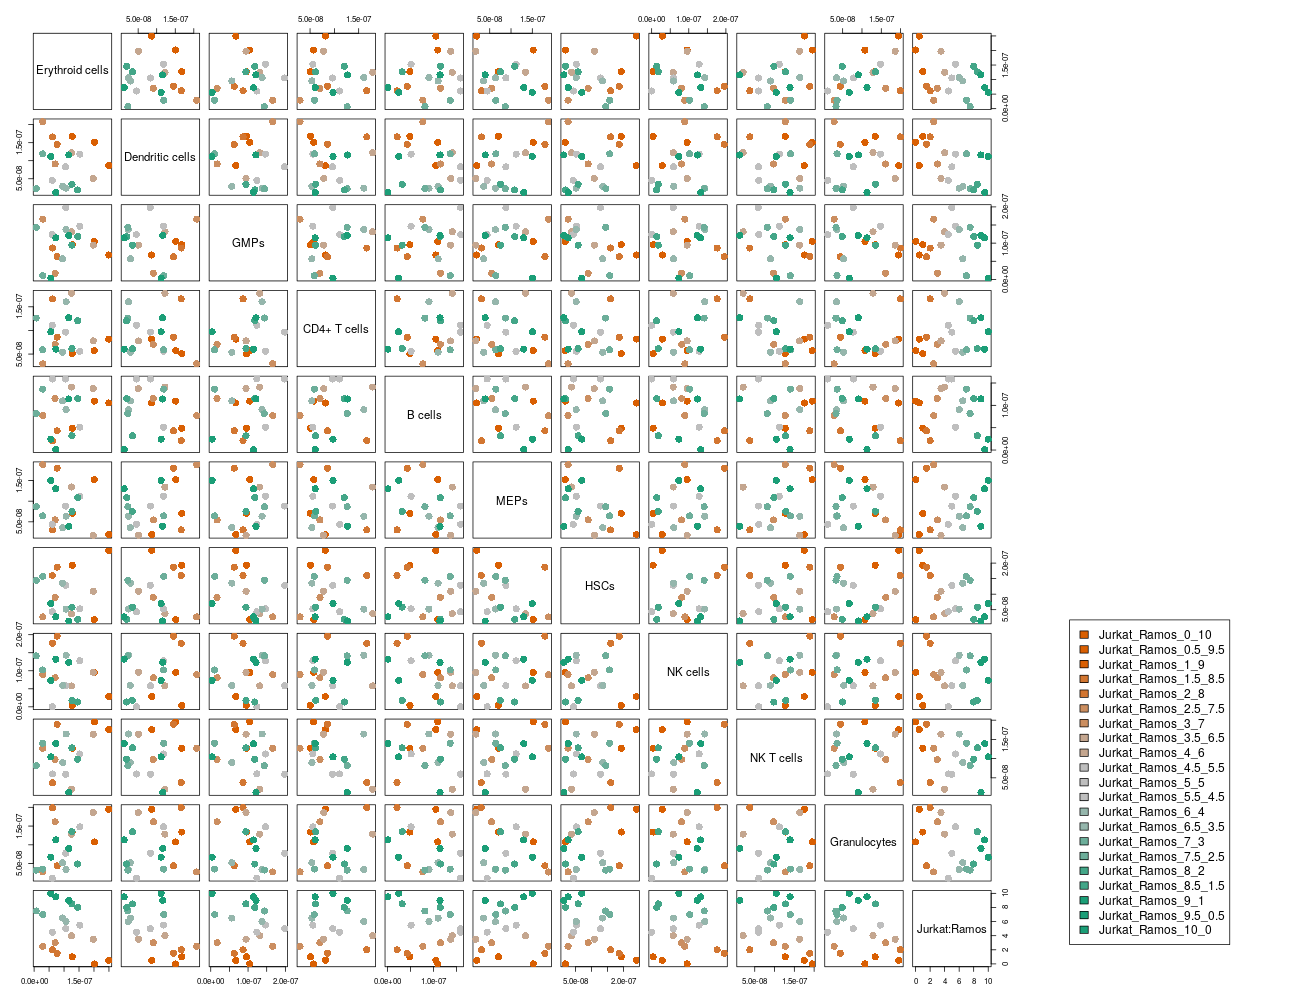 5.0e-08 1.5e-07 5.0e-08 1.5e-07 0.0e+00 1.0e-07 2.0e-07 5.0e-08 1.5e-07
Erythroid cells
0.0e+00 1.5e-07
5.0e-08 1.5e-07
Dendritic cells
GMPs
0.0e+00 1.0e-07 2.0e-07
5.0e-08 1.5e-07
CD4+ T cells
B cells
0.0e+00 1.0e-07
5.0e-08 1.5e-07
MEPs
HSCs
5.0e-08 2.0e-07
0.0e+00 1.0e-07 2.0e-07
NK cells
NK T cells
5.0e-08 1.5e-07
5.0e-08 1.5e-07
Granulocytes
Jurkat:Ramos
0 2 4 6 8 10
0.0e+00 1.5e-07 0.0e+00 1.0e-07 2.0e-07 0.0e+00 1.0e-07 5.0e-08 2.0e-07 5.0e-08 1.5e-07 0 2 4 6 8 10
Jurkat_Ramos_0_10
Jurkat_Ramos_0.5_9.5
Jurkat_Ramos_1_9
Jurkat_Ramos_1.5_8.5
Jurkat_Ramos_2_8
Jurkat_Ramos_2.5_7.5
Jurkat_Ramos_3_7
Jurkat_Ramos_3.5_6.5
Jurkat_Ramos_4_6
Jurkat_Ramos_4.5_5.5
Jurkat_Ramos_5_5
Jurkat_Ramos_5.5_4.5
Jurkat_Ramos_6_4
Jurkat_Ramos_6.5_3.5
Jurkat_Ramos_7_3
Jurkat_Ramos_7.5_2.5
Jurkat_Ramos_8_2
Jurkat_Ramos_8.5_1.5
Jurkat_Ramos_9_1
Jurkat_Ramos_9.5_0.5
Jurkat_Ramos_10_0